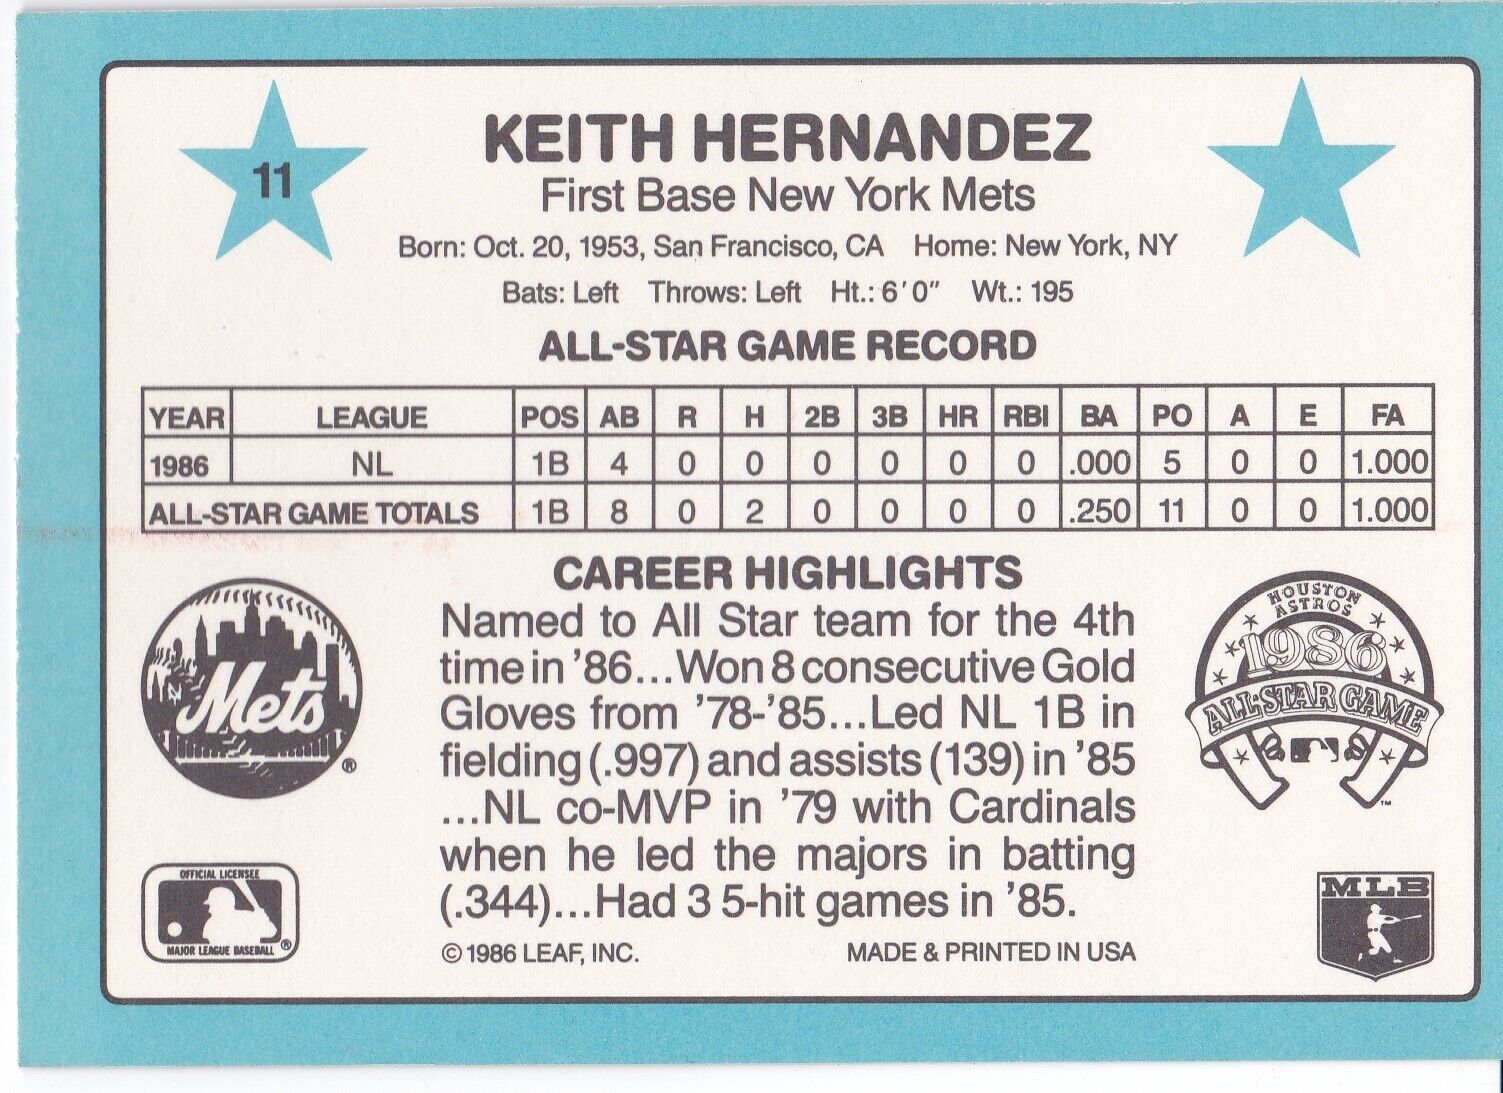 11
KEITH HERNANDEZ
First Base New York Mets
Born: Oct. 20, 1953, San Francisco, CA Home: New York, NY
Bats: Left Throws: Left Ht.: 6'0" Wt.: 195
ALL-STAR GAME RECORD
YEAR LEAGUE POS AB R H 2B 3B HR RBI BA PO A E FA
1986 NL 1B 4 0 0 0 0 0 0 .000 5 0 0 1.000
ALL-STAR GAME TOTALS 1B 8 0 2 0 0 0 0 .250 11 0 0 1.000
CAREER HIGHLIGHTS
Named to All Star team for the 4th
time in '86...Won 8 consecutive Gold
Gloves from '78-'85...Led NL 1B in
fielding (.997) and assists (139) in '85
...NL co-MVP in '79 with Cardinals
when he led the majors in batting
(.344)...Had 3 5-hit games in '85.
© 1986 LEAF, INC. MADE & PRINTED IN USA
NY
Mets
®
OFFICIAL LICENSEE
MAJOR LEAGUE BASEBALL ®
HOUSTON
ASTROS
1986
ALL-STAR GAME
™
MLB